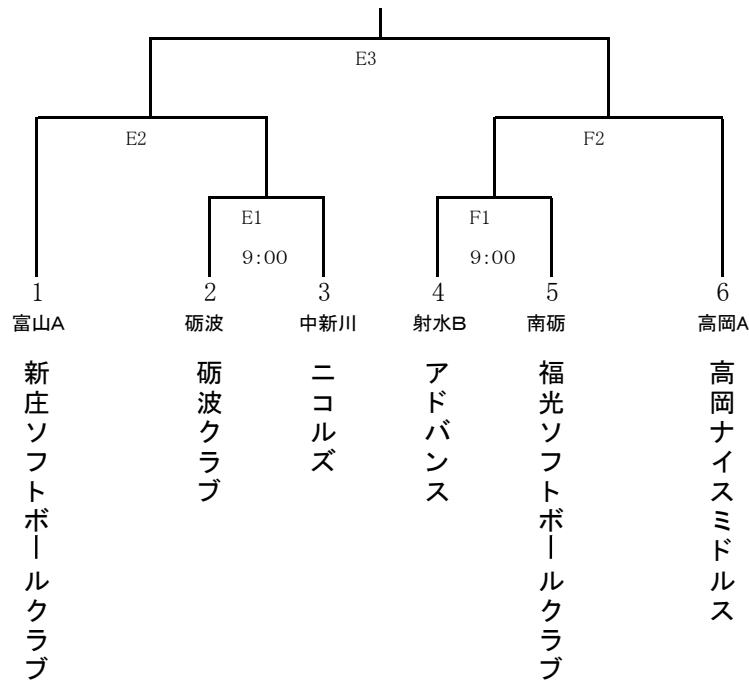 E3
E2
F2
E1
F1
9:00
9:00
1
2
3
4
5
6
富山A
砺波
中新川
射水B
南砺
高岡A
新庄ソフトボールクラブ
砺波クラブ
ニコルズ
アドバンス
福光ソフトボールクラブ
高岡ナイスミドルス